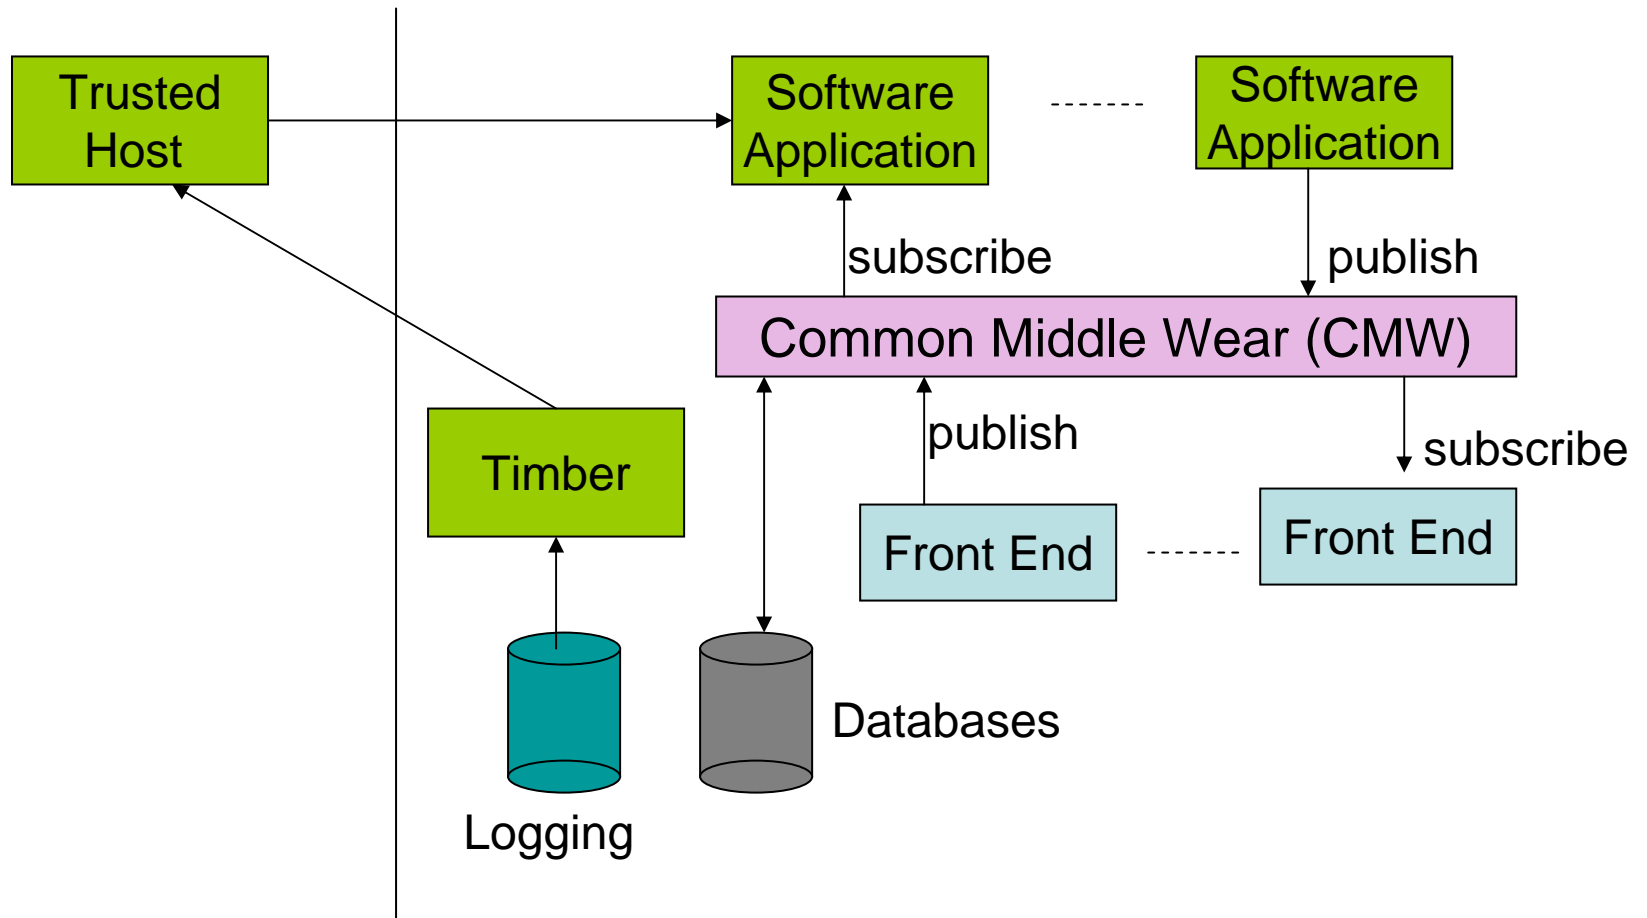 Trusted
Host
Software
Application
Software
Application
subscribe
publish
Common Middle Wear (CMW)
publish
subscribe
Timber
Front End
Front End
Databases
Logging